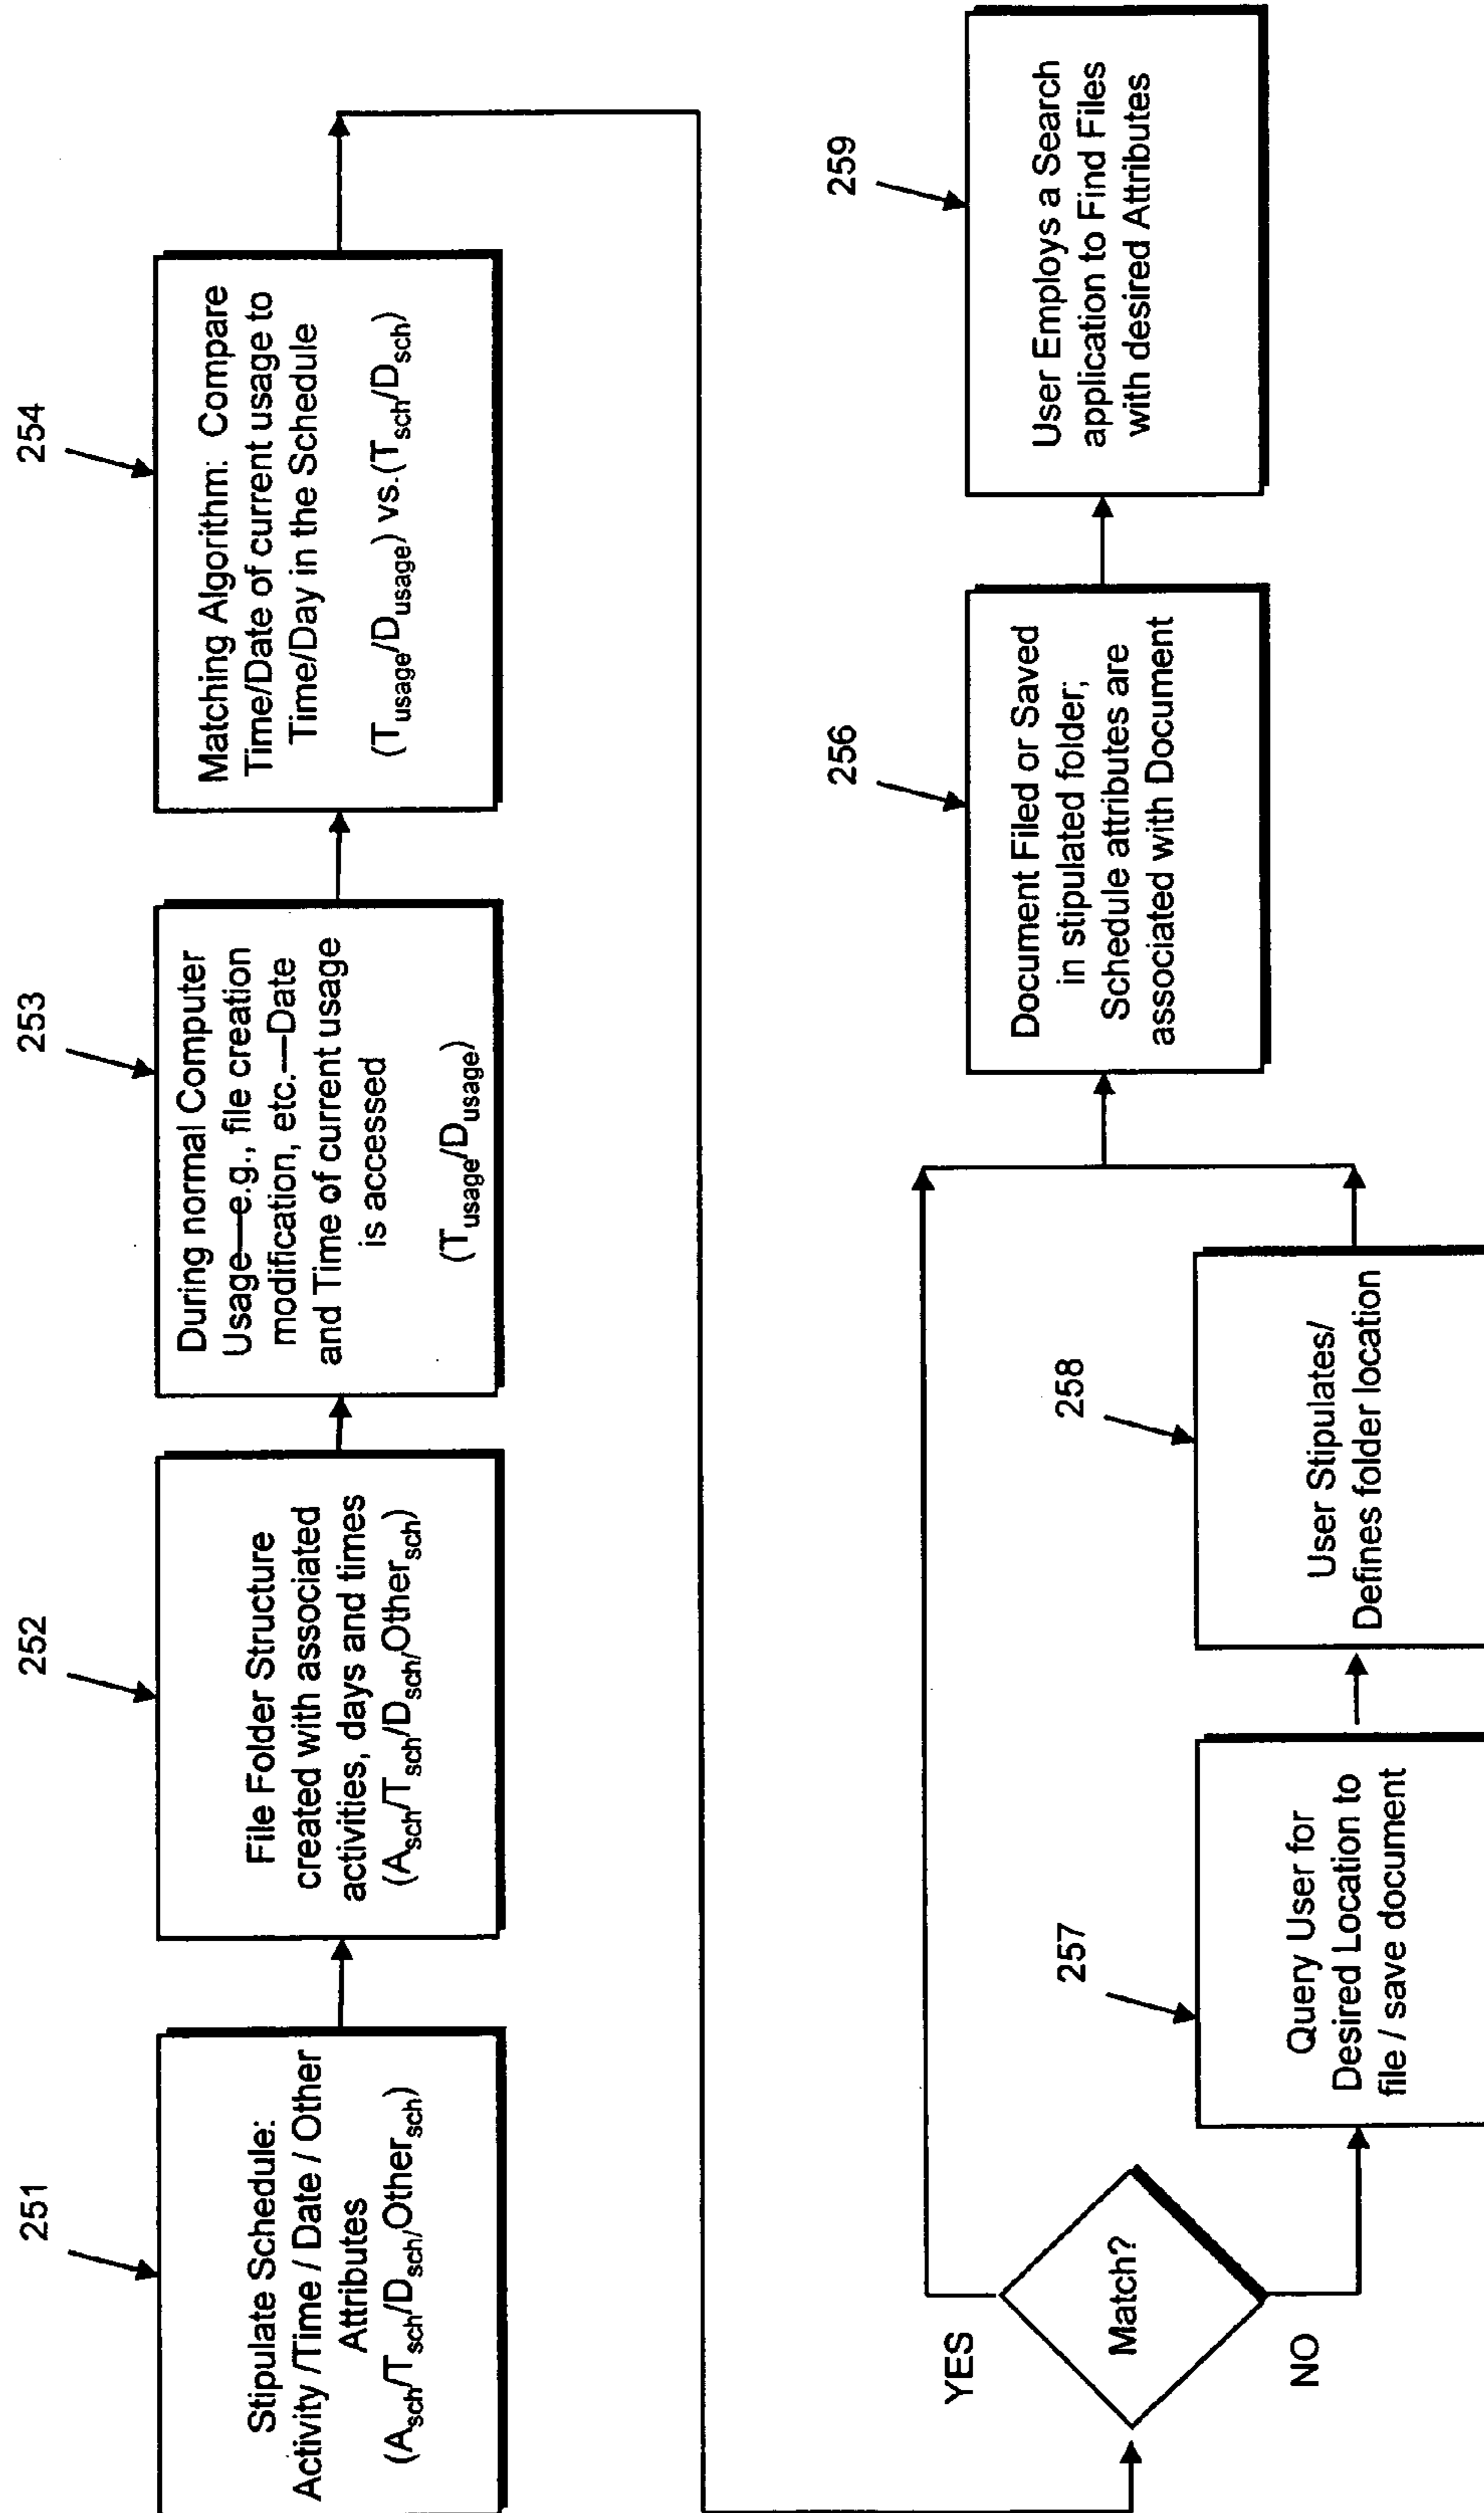 251
Stipulate Schedule:
Activity /Time / Date / Other
Attributes
(Asch/Tsch/Dsch/Othersch)
252
File Folder Structure
created with associated
activities, days and times
(Asch/Tsch/Dsch/Othersch)
253
During normal Computer
Usage—e.g., file creation
modification, etc.—Date
and Time of current usage
is accessed
(Tusage/Dusage)
254
Matching Algorithm: Compare
Time/Date of current usage to
Time/Day in the Schedule
(Tusage/Dusage) vs.(Tsch/Dsch)
Match?
YES
NO
257
Query User for
Desired Location to
file / save document
258
User Stipulates/
Defines folder location
256
Document Filed or Saved
in stipulated folder;
Schedule attributes are
associated with Document
259
User Employs a Search
application to Find Files
with desired Attributes